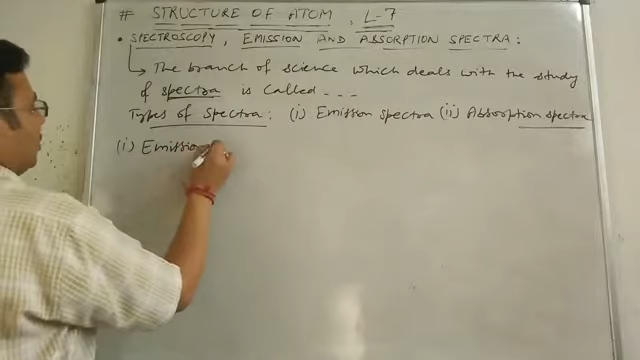 # STRUCTURE OF ATOM, L-7
• SPECTROSCOPY, EMISSION AND ABSORPTION SPECTRA:
→ The branch of science which deals with the study
of spectra is called - - -
Types of Spectra: (i) Emission spectra (ii) Absorption spectra
(i) Emission